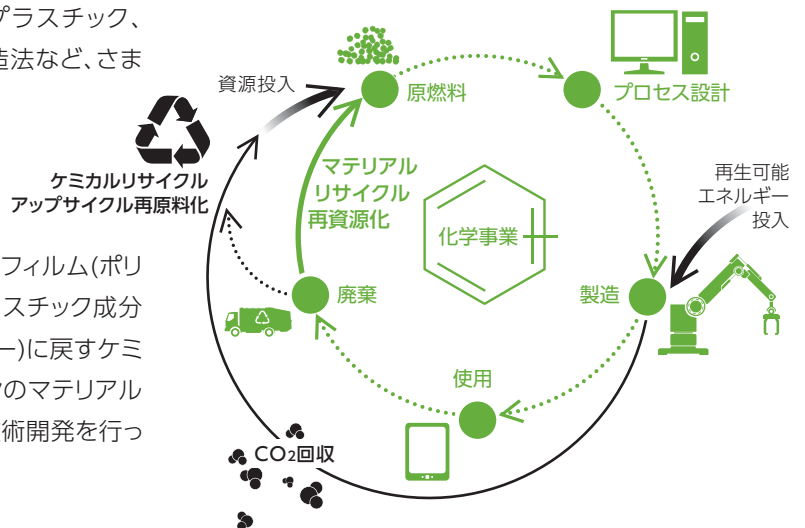 プラスチック、
造法など、さま
フィルム(ポリ
スチック成分
ー)に戻すケミ
のマテリアル
術開発を行っ
資源投入
原燃料
プロセス設計
ケミカルリサイクル
アップサイクル再原料化
マテリアル
リサイクル
再資源化
化学事業
再生可能
エネルギー
投入
廃棄
製造
使用
CO2回収